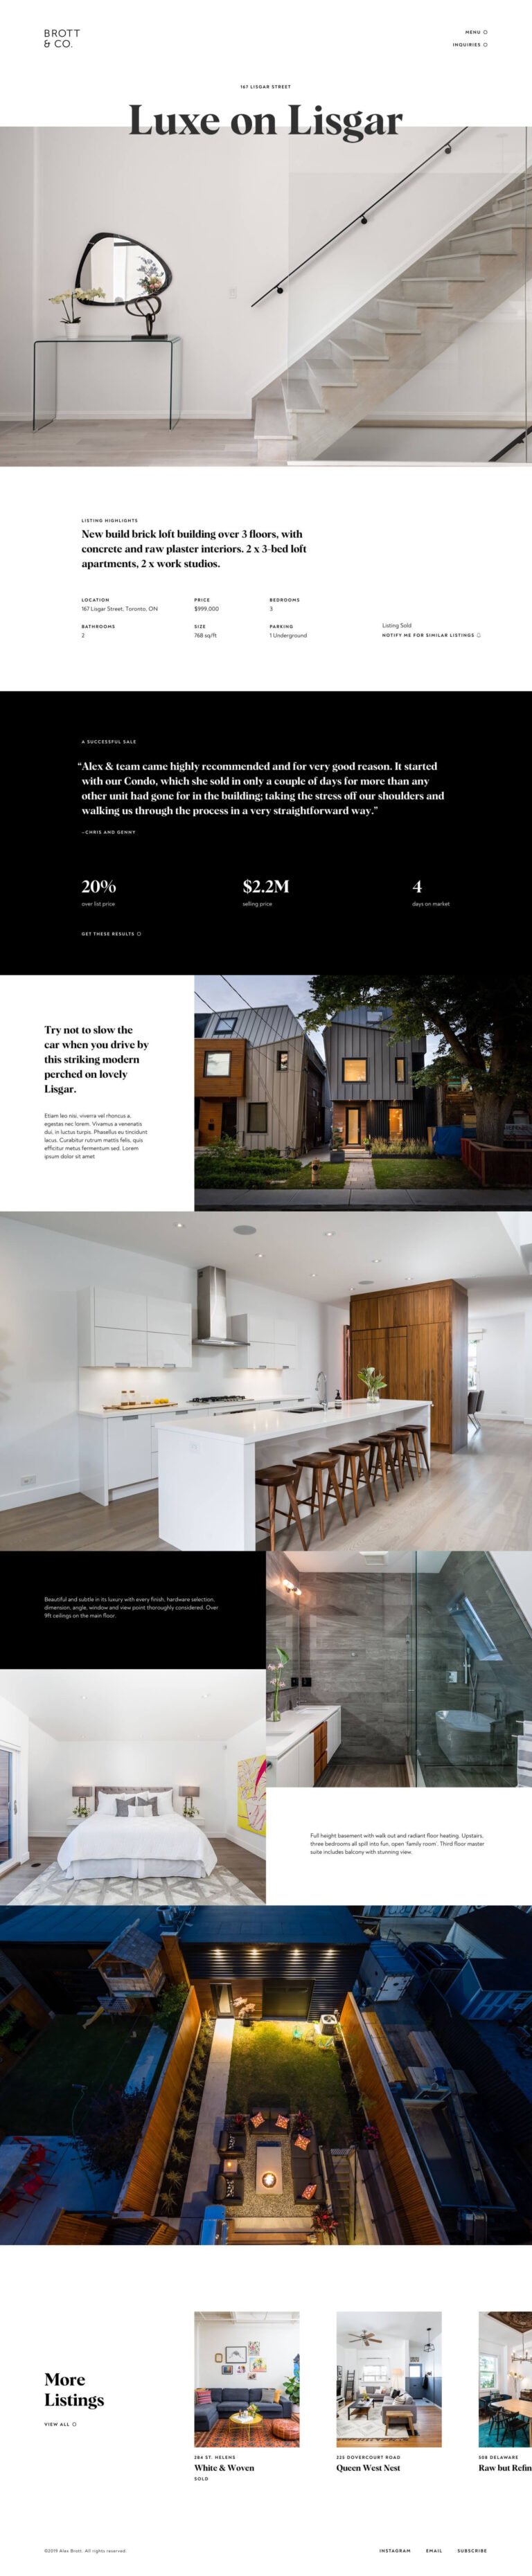 BROTT
& CO.
MENU
INQUIRIES
167 LISGAR STREET
Luxe on Lisgar
LISTING HIGHLIGHTS
New build brick loft building over 3 floors, with
concrete and raw plaster interiors. 2 x 3-bed loft
apartments, 2 x work studios.
LOCATION
167 Lisgar Street, Toronto, ON
PRICE
$999,000
BEDROOMS
3
BATHROOMS
2
SIZE
768 sq/ft
PARKING
1 Underground
Listing Sold
NOTIFY ME FOR SIMILAR LISTINGS
A SUCCESSFUL SALE
“Alex & team came highly recommended and for very good reason. It started
with our Condo, which she sold in only a couple of days for more than any
other unit had gone for in the building; taking the stress off our shoulders and
walking us through the process in a very straightforward way.”
–CHRIS AND GENNY
20%
over list price
$2.2M
selling price
4
days on market
GET THESE RESULTS
Try not to slow the
car when you drive by
this striking modern
perched on lovely
Lisgar.
Etiam leo nisi, viverra vel rhoncus a,
egestas nec lorem. Vivamus a venenatis
dui, in luctus turpis. Phasellus eu tincidunt
lacus. Curabitur rutrum mattis felis, quis
efficitur metus fermentum sed. Lorem
ipsum dolor sit amet
Beautiful and subtle in its luxury with every finish, hardware selection,
dimension, angle, window and view point thoroughly considered. Over
9ft ceilings on the main floor.
Full height basement with walk out and radiant floor heating. Upstairs,
three bedrooms all spill into fun, open 'family room'. Third floor master
suite includes balcony with stunning view.
More
Listings
VIEW ALL
284 ST. HELENS
White & Woven
SOLD
235 DOVERCOURT ROAD
Queen West Nest
508 DELAWARE
Raw but Refin
©2019 Alex Brott. All rights reserved.
INSTAGRAM
EMAIL
SUBSCRIBE